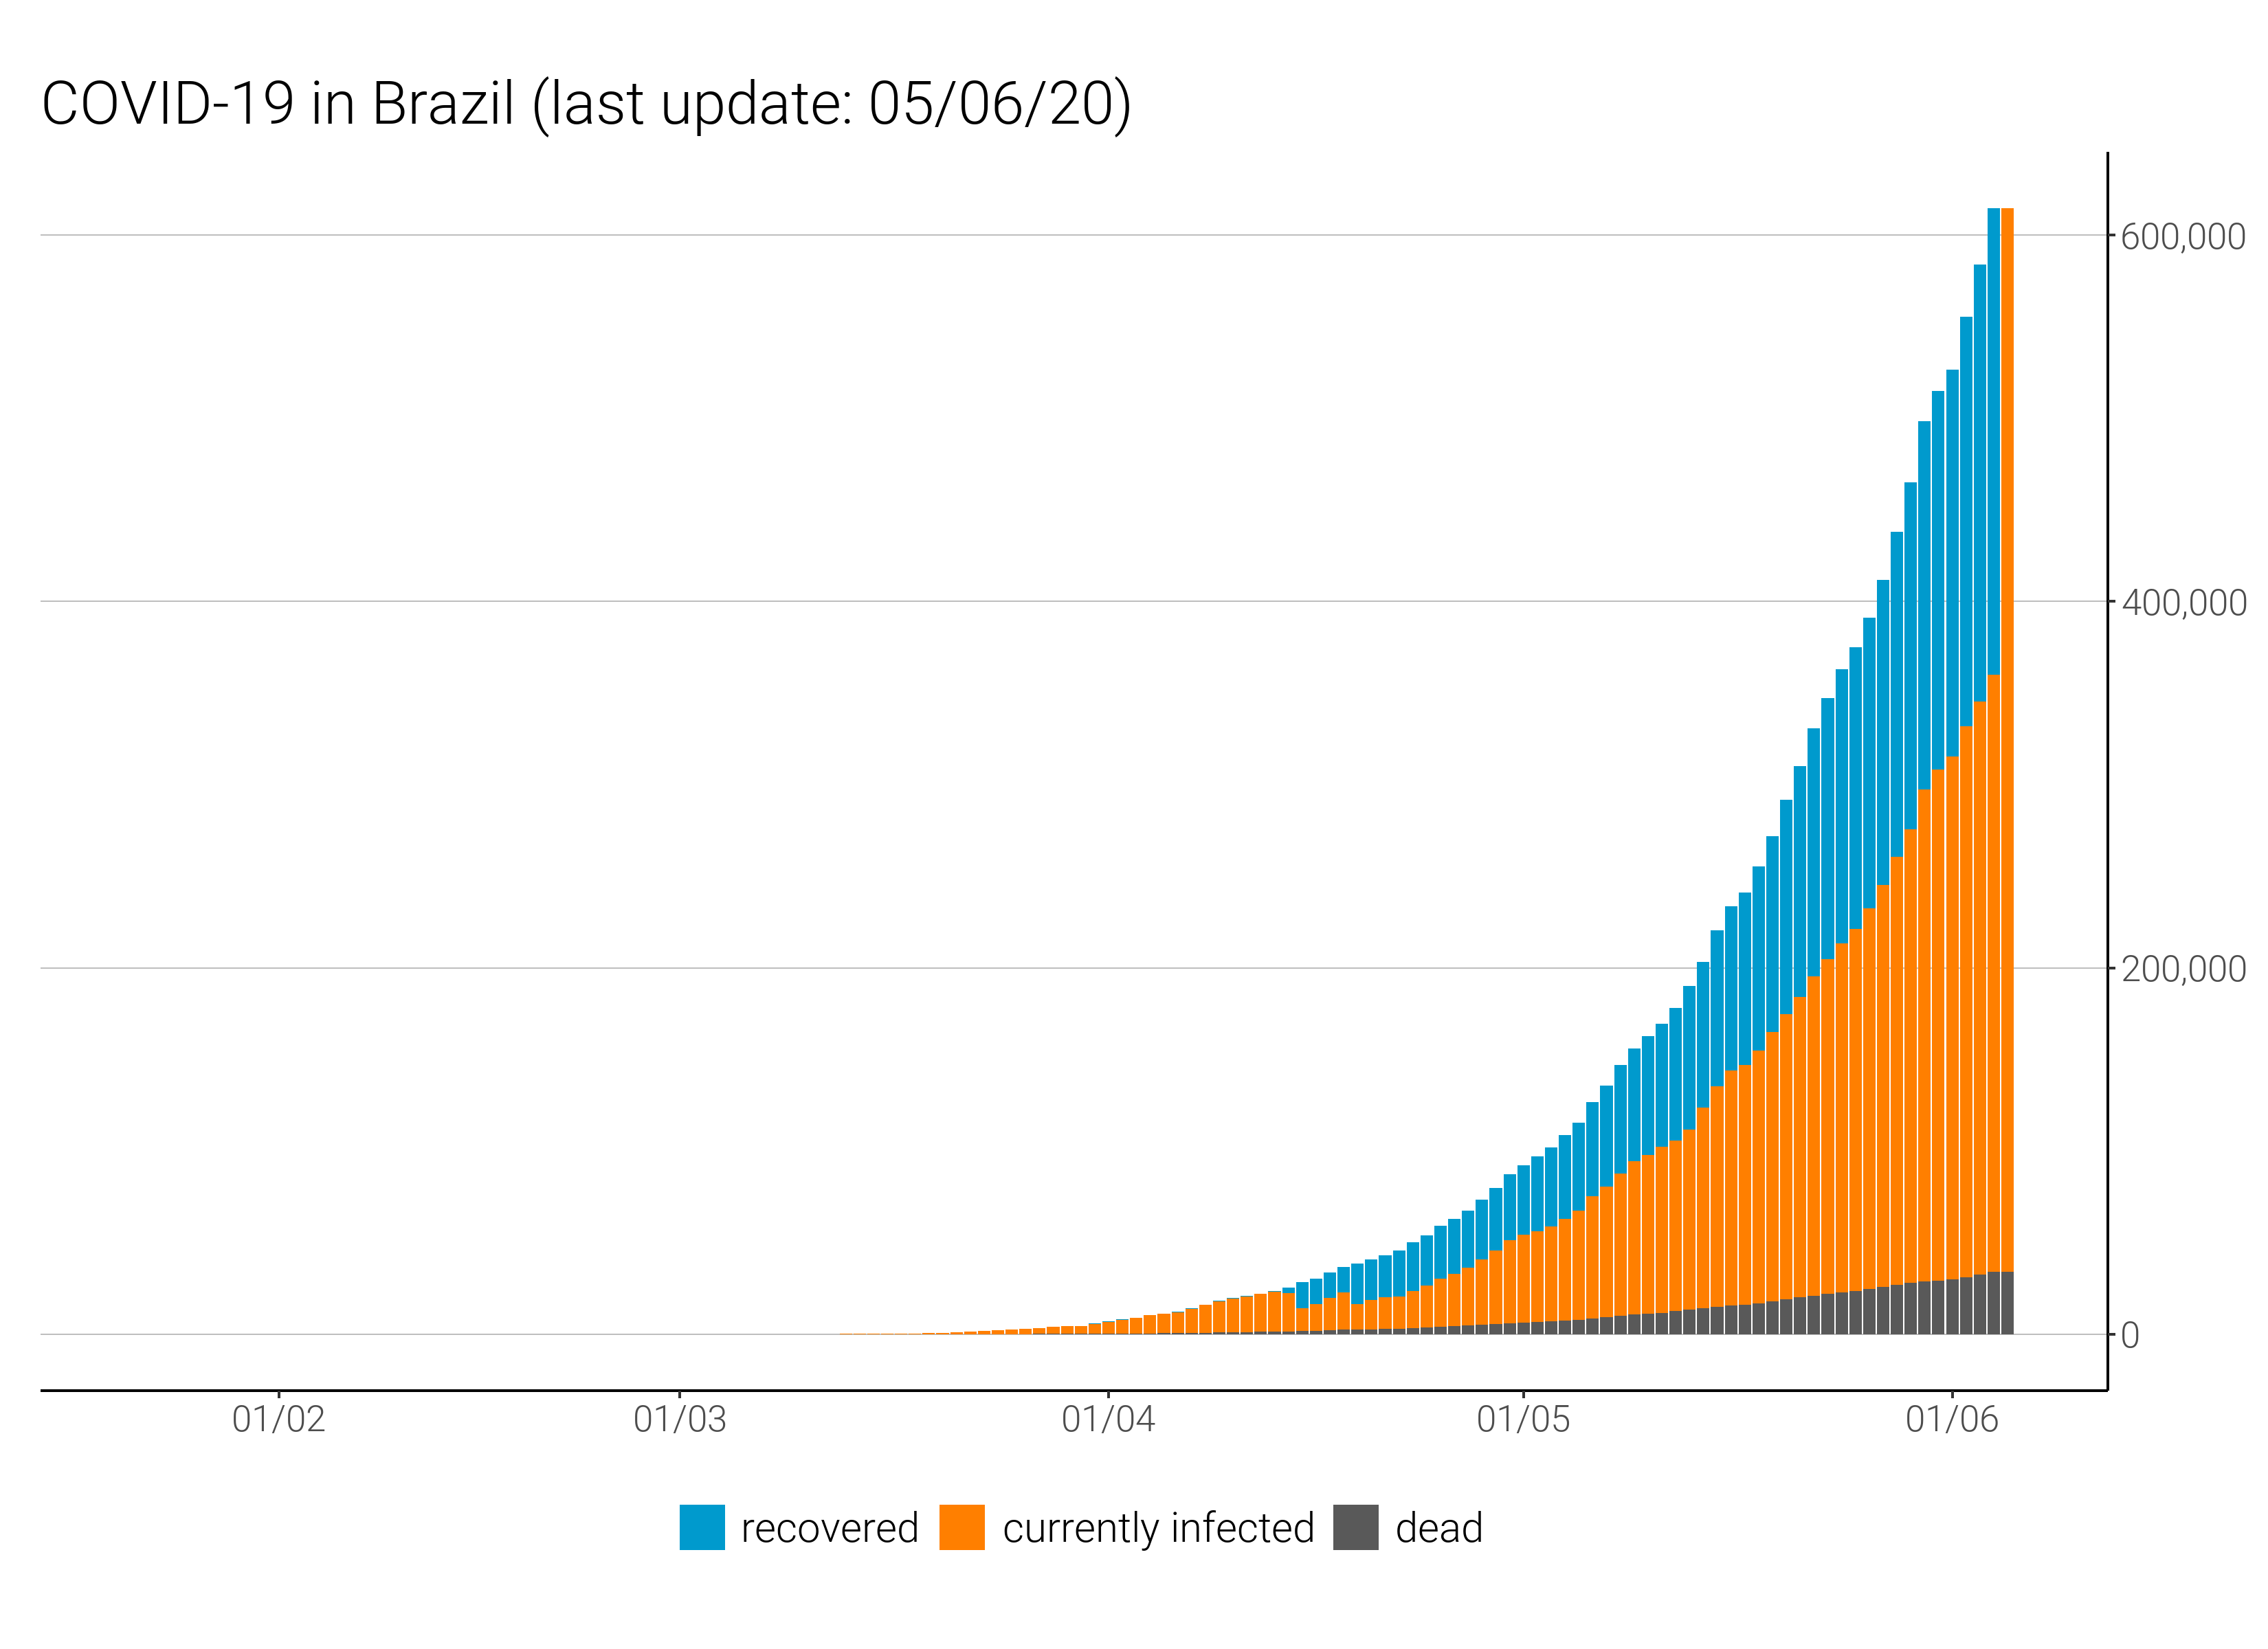 COVID-19 in Brazil (last update: 05/06/20)
600,000
400,000
200,000
0
01/02 01/03 01/04 01/05 01/06
recovered currently infected dead